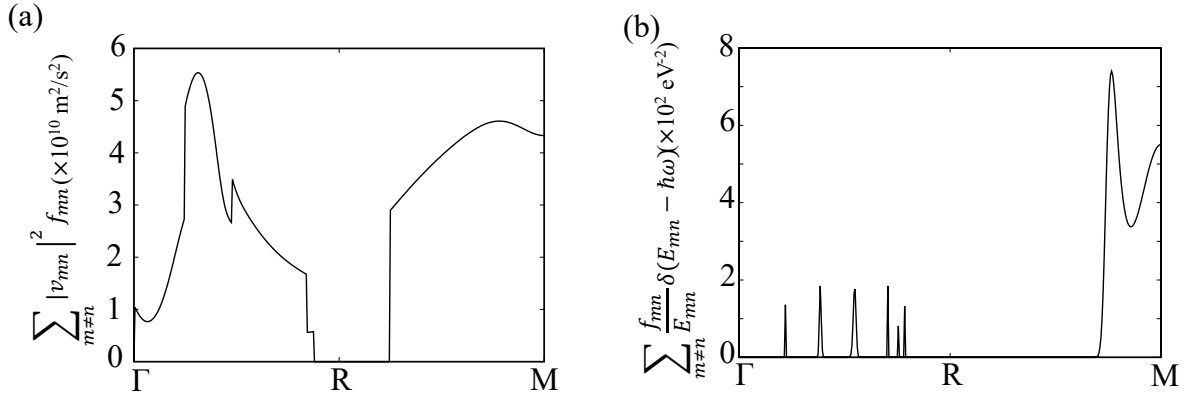 (a)
∑ |v_{mn}|^2 f_{mn} (×10^{10} m^2/s^2)
m≠n
6
5
4
3
2
1
0
Γ R M
(b)
∑ f_{mn}/E_{mn} δ(E_{mn} − ℏω)(×10^2 eV^{-2})
m≠n
8
6
4
2
0
Γ R M